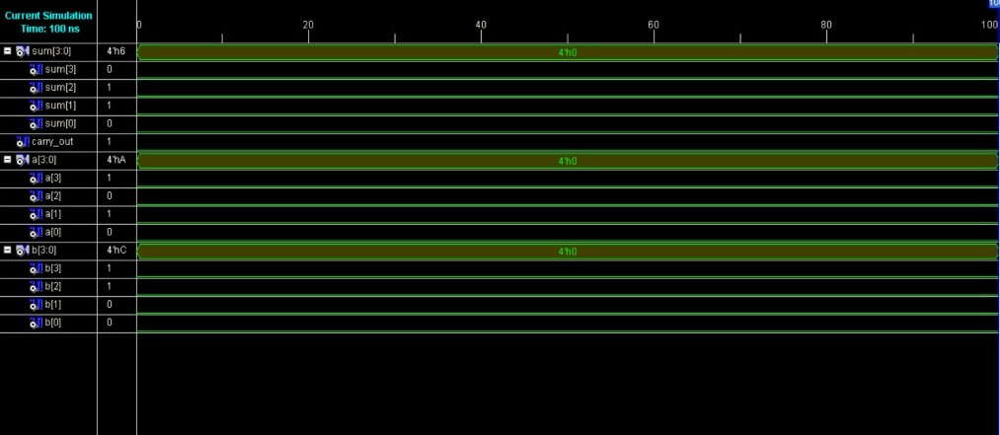 Current Simulation
Time: 100 ns
0 20 40 60 80 100
sum[3:0] 4'h6 4'h0
sum[3] 0
sum[2] 1
sum[1] 1
sum[0] 0
carry_out 1
a[3:0] 4'hA 4'h0
a[3] 1
a[2] 0
a[1] 1
a[0] 0
b[3:0] 4'hC 4'h0
b[3] 1
b[2] 1
b[1] 0
b[0] 0